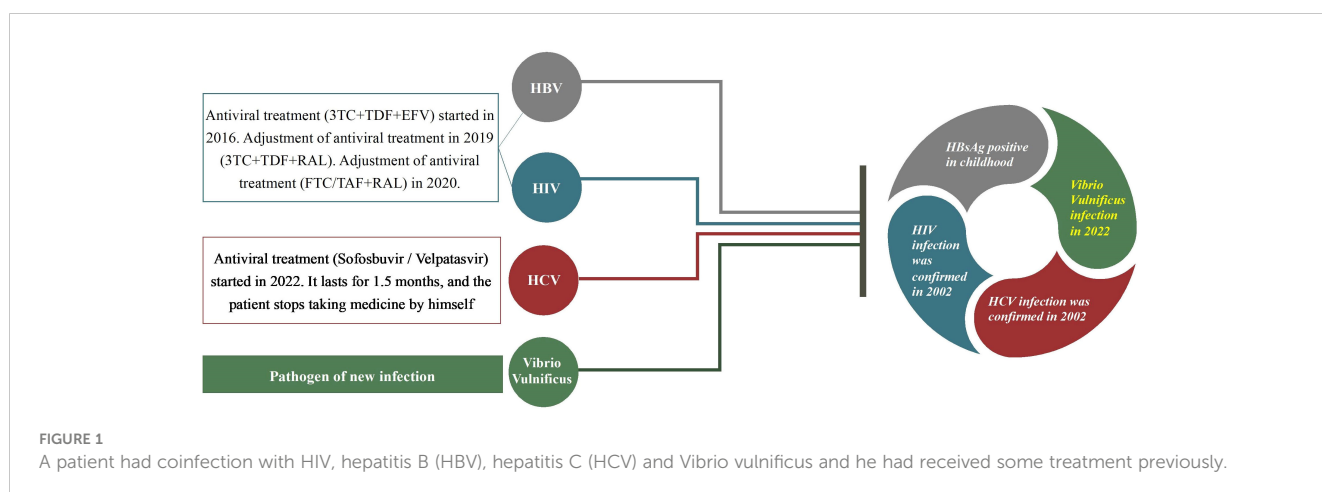 HBV
Antiviral treatment (3TC+TDF+EFV) started in
2016. Adjustment of antiviral treatment in 2019
(3TC+TDF+RAL). Adjustment of antiviral
treatment (FTC/TAF+RAL) in 2020.
HIV
Antiviral treatment (Sofosbuvir / Velpatasvir)
started in 2022. It lasts for 1.5 months, and the
patient stops taking medicine by himself
HCV
Pathogen of new infection
Vibrio
Vulnificus
HBsAg positive
in childhood
Vibrio
Vulnificus
infection
in 2022
HIV
infection
was
confirmed
in 2002
HCV infection was
confirmed in 2002
FIGURE 1
A patient had coinfection with HIV, hepatitis B (HBV), hepatitis C (HCV) and Vibrio vulnificus and he had received some treatment previously.